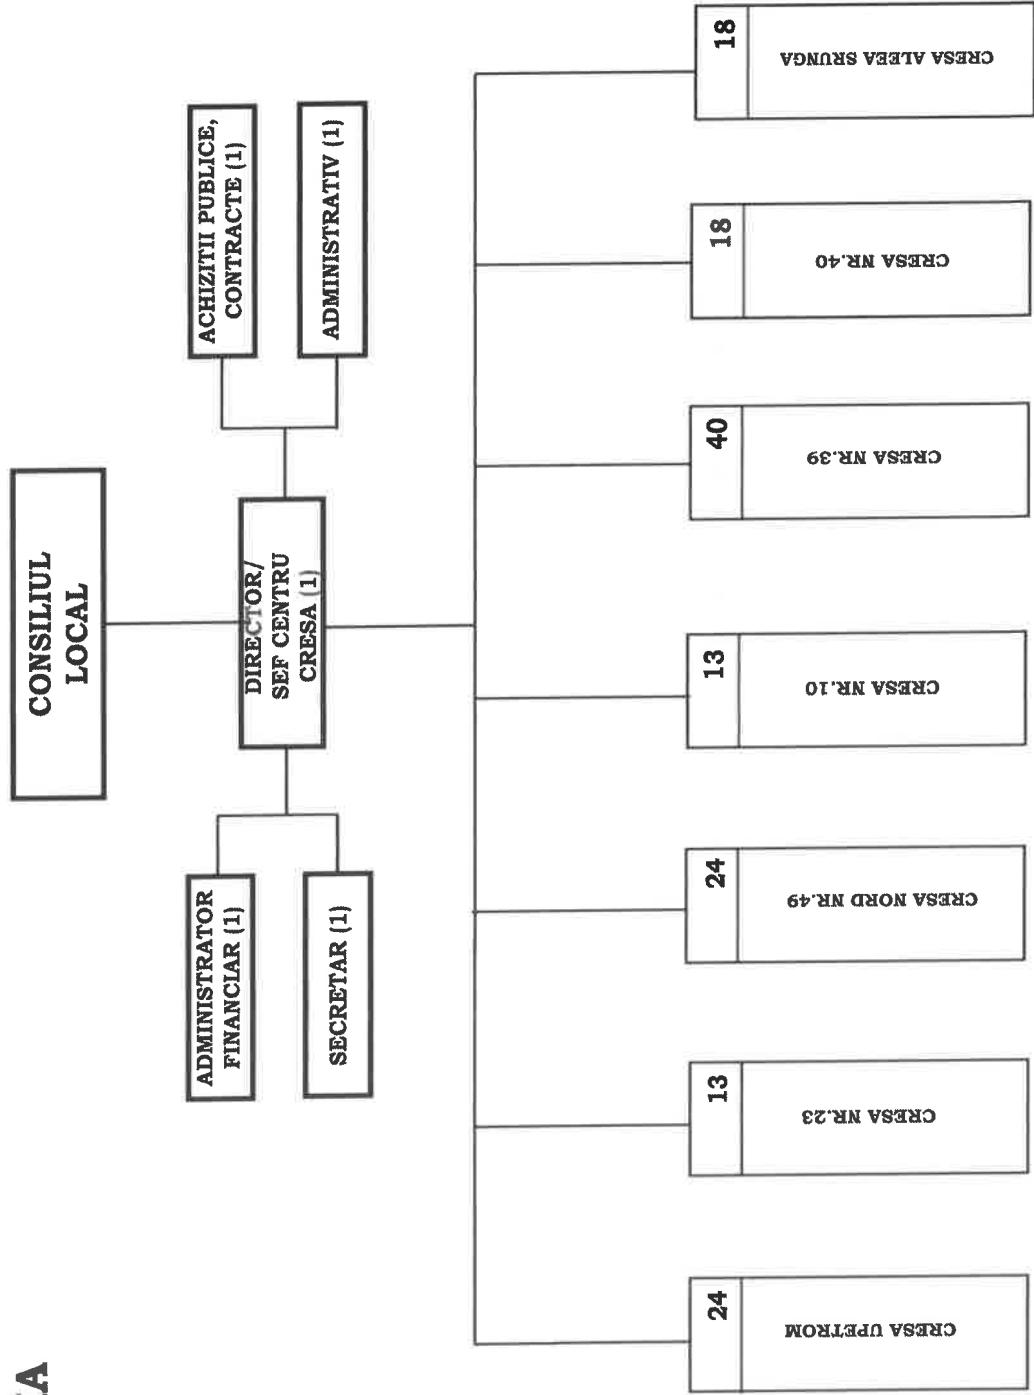 CONSILIUL
LOCAL
ADMINISTRATOR
FINANCIAR (1)
SECRETAR (1)
DIRECTOR/
SEF CENTRU
CRESA (1)
ACHIZITII PUBLICE,
CONTRACTE (1)
ADMINISTRATIV (1)
24
CRESA UPETROM
13
CRESA NR.23
24
CRESA NORD NR.49
13
CRESA NR.10
40
CRESA NR.39
18
CRESA NR.40
18
CRESA ALEEA SRUNGA